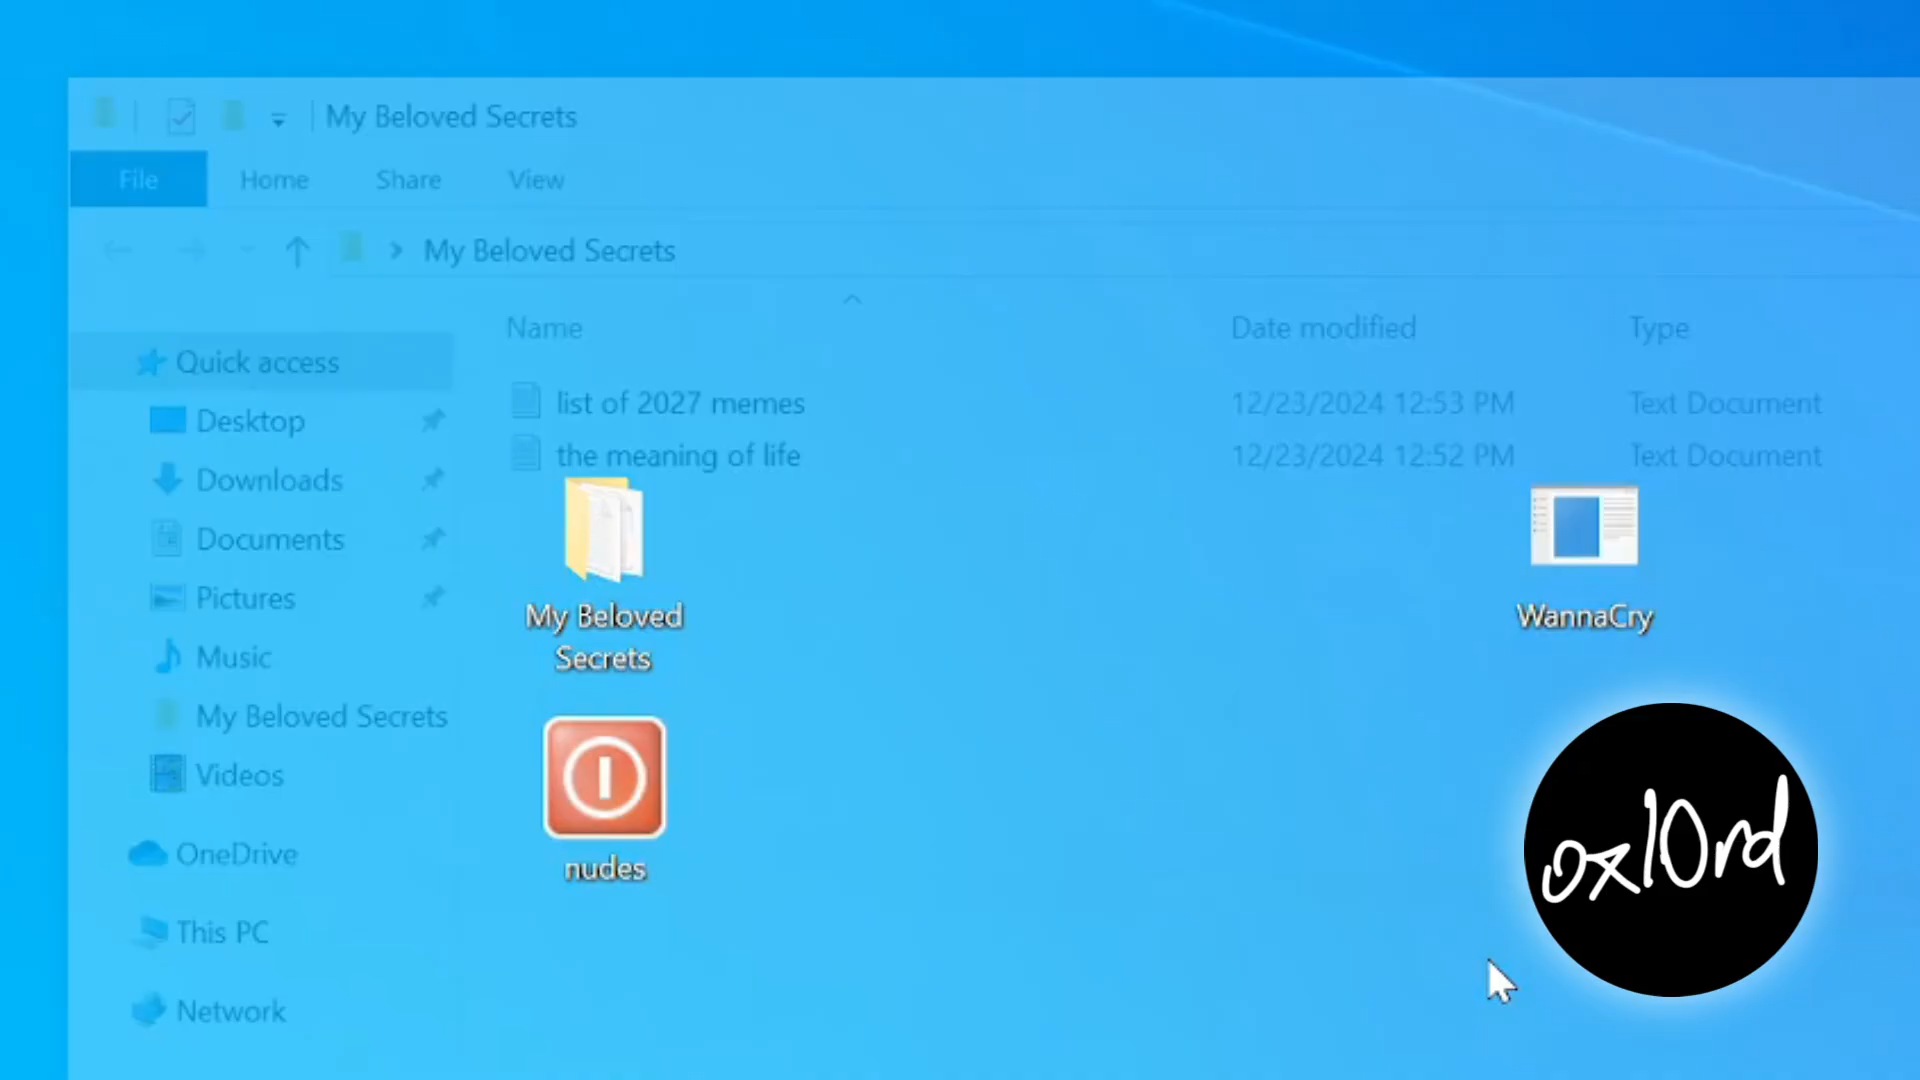 My Beloved Secrets
File Home Share View
My Beloved Secrets
Name Date modified Type
Quick access
list of 2027 memes 12/23/2024 12:53 PM Text Document
Desktop
the meaning of life 12/23/2024 12:52 PM Text Document
Downloads
Documents
Pictures
My Beloved
Secrets
WannaCry
Music
My Beloved Secrets
Videos
nudes
OneDrive
This PC
Network
0x10rd